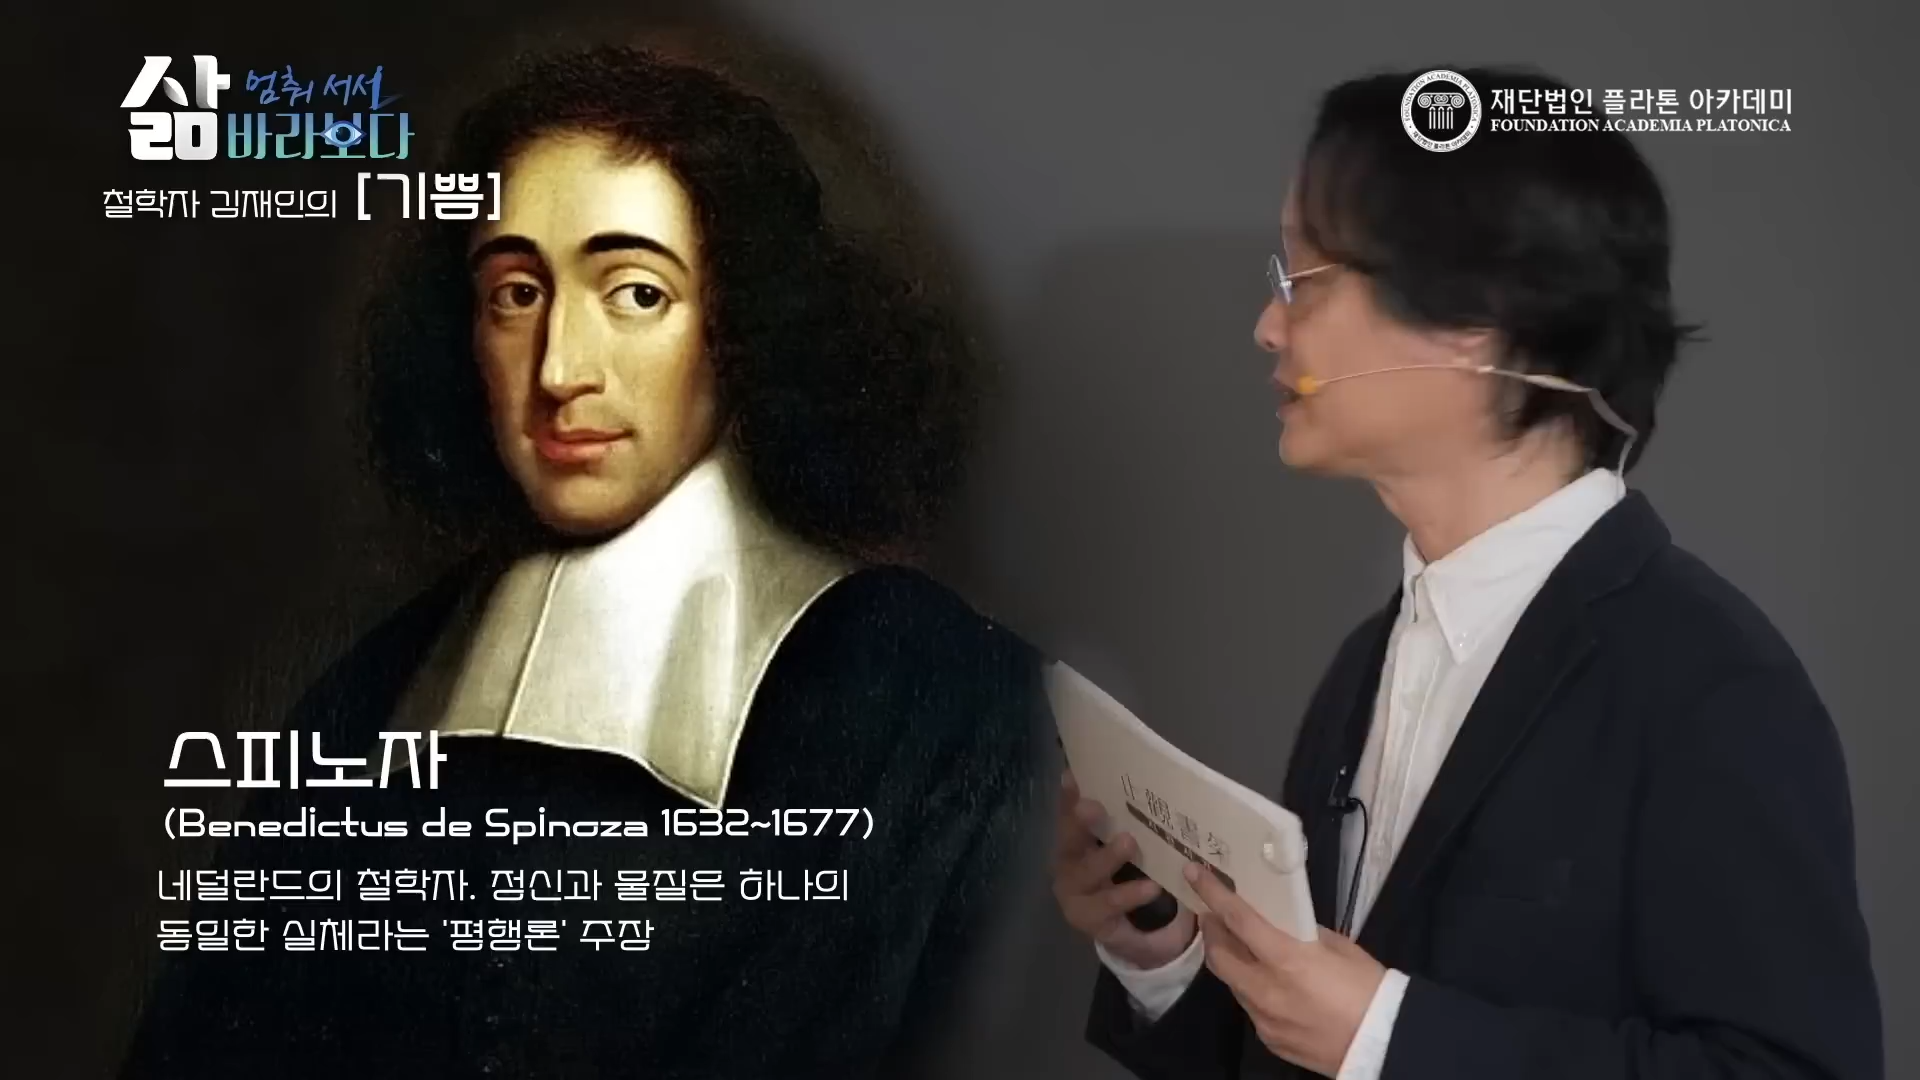 삶 멈춰 서서
바라보다
철학자 김재인의 [기쁨]
재단법인 플라톤 아카데미
FOUNDATION ACADEMIA PLATONICA
스피노자
(Benedictus de Spinoza 1632~1677)
네덜란드의 철학자. 정신과 물질은 하나의
동일한 실체라는 '평행론' 주장